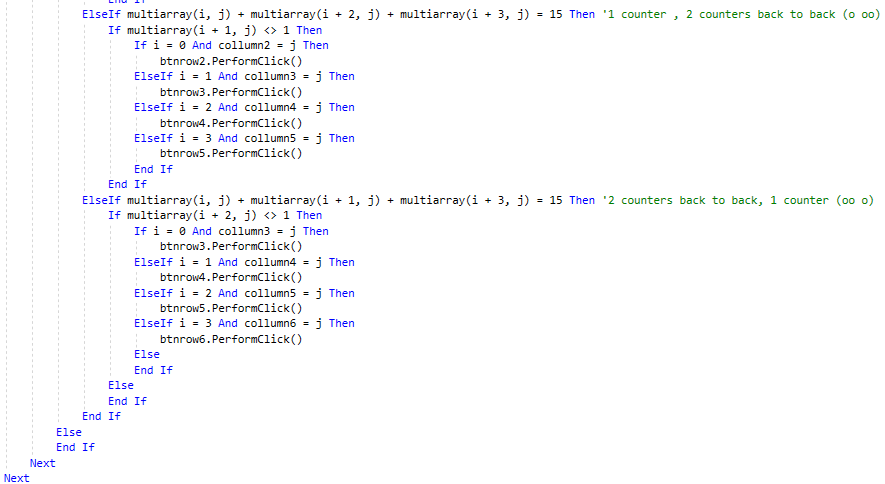 End If
ElseIf multiarray(i, j) + multiarray(i + 2, j) + multiarray(i + 3, j) = 15 Then '1 counter , 2 counters back to back (o oo)
If multiarray(i + 1, j) <> 1 Then
If i = 0 And collumn2 = j Then
btnrow2.PerformClick()
ElseIf i = 1 And collumn3 = j Then
btnrow3.PerformClick()
ElseIf i = 2 And collumn4 = j Then
btnrow4.PerformClick()
ElseIf i = 3 And collumn5 = j Then
btnrow5.PerformClick()
End If
End If
ElseIf multiarray(i, j) + multiarray(i + 1, j) + multiarray(i + 3, j) = 15 Then '2 counters back to back, 1 counter (oo o)
If multiarray(i + 2, j) <> 1 Then
If i = 0 And collumn3 = j Then
btnrow3.PerformClick()
ElseIf i = 1 And collumn4 = j Then
btnrow4.PerformClick()
ElseIf i = 2 And collumn5 = j Then
btnrow5.PerformClick()
ElseIf i = 3 And collumn6 = j Then
btnrow6.PerformClick()
Else
End If
Else
End If
End If
Else
End If
Next
Next